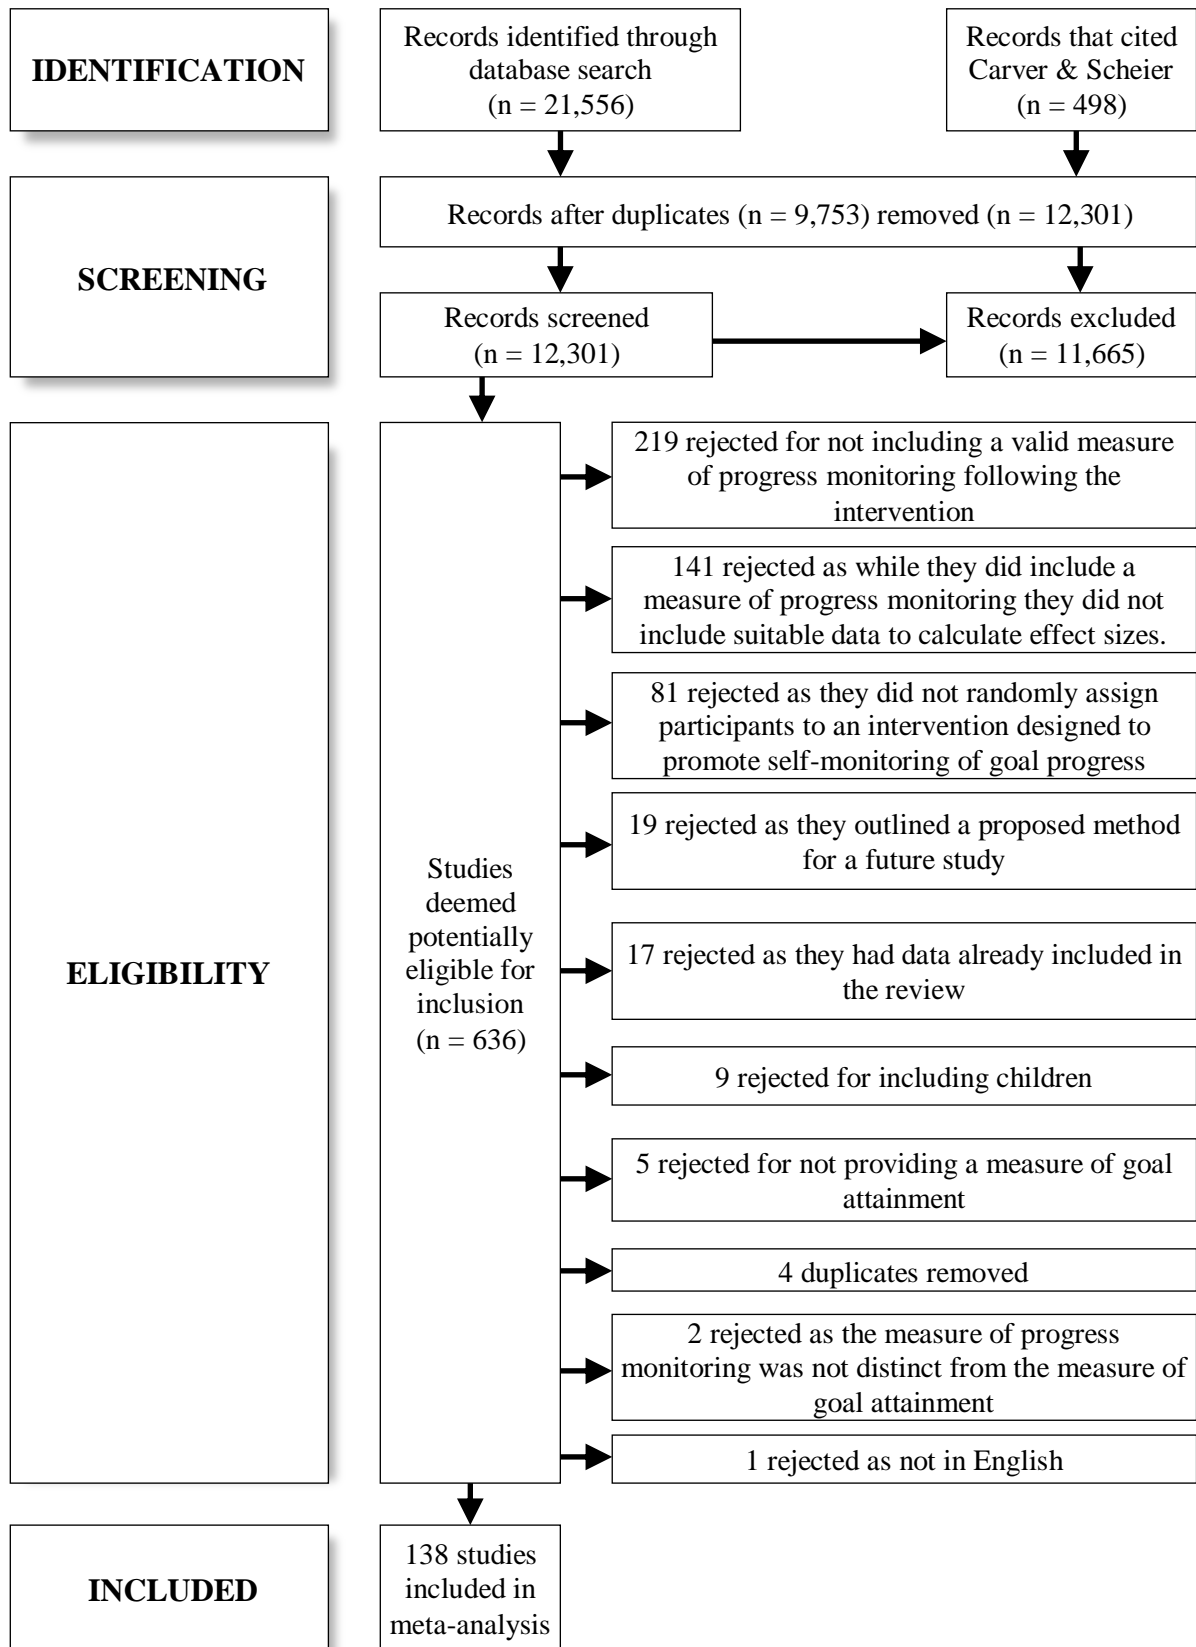 IDENTIFICATION
Records identified through
database search
(n = 21,556)
Records that cited
Carver & Scheier
(n = 498)
SCREENING
Records after duplicates (n = 9,753) removed (n = 12,301)
Records screened
(n = 12,301)
Records excluded
(n = 11,665)
ELIGIBILITY
Studies
deemed
potentially
eligible for
inclusion
(n = 636)
219 rejected for not including a valid measure
of progress monitoring following the
intervention
141 rejected as while they did include a
measure of progress monitoring they did not
include suitable data to calculate effect sizes.
81 rejected as they did not randomly assign
participants to an intervention designed to
promote self-monitoring of goal progress
19 rejected as they outlined a proposed method
for a future study
17 rejected as they had data already included in
the review
9 rejected for including children
5 rejected for not providing a measure of goal
attainment
4 duplicates removed
2 rejected as the measure of progress
monitoring was not distinct from the measure of
goal attainment
1 rejected as not in English
INCLUDED
138 studies
included in
meta-analysis